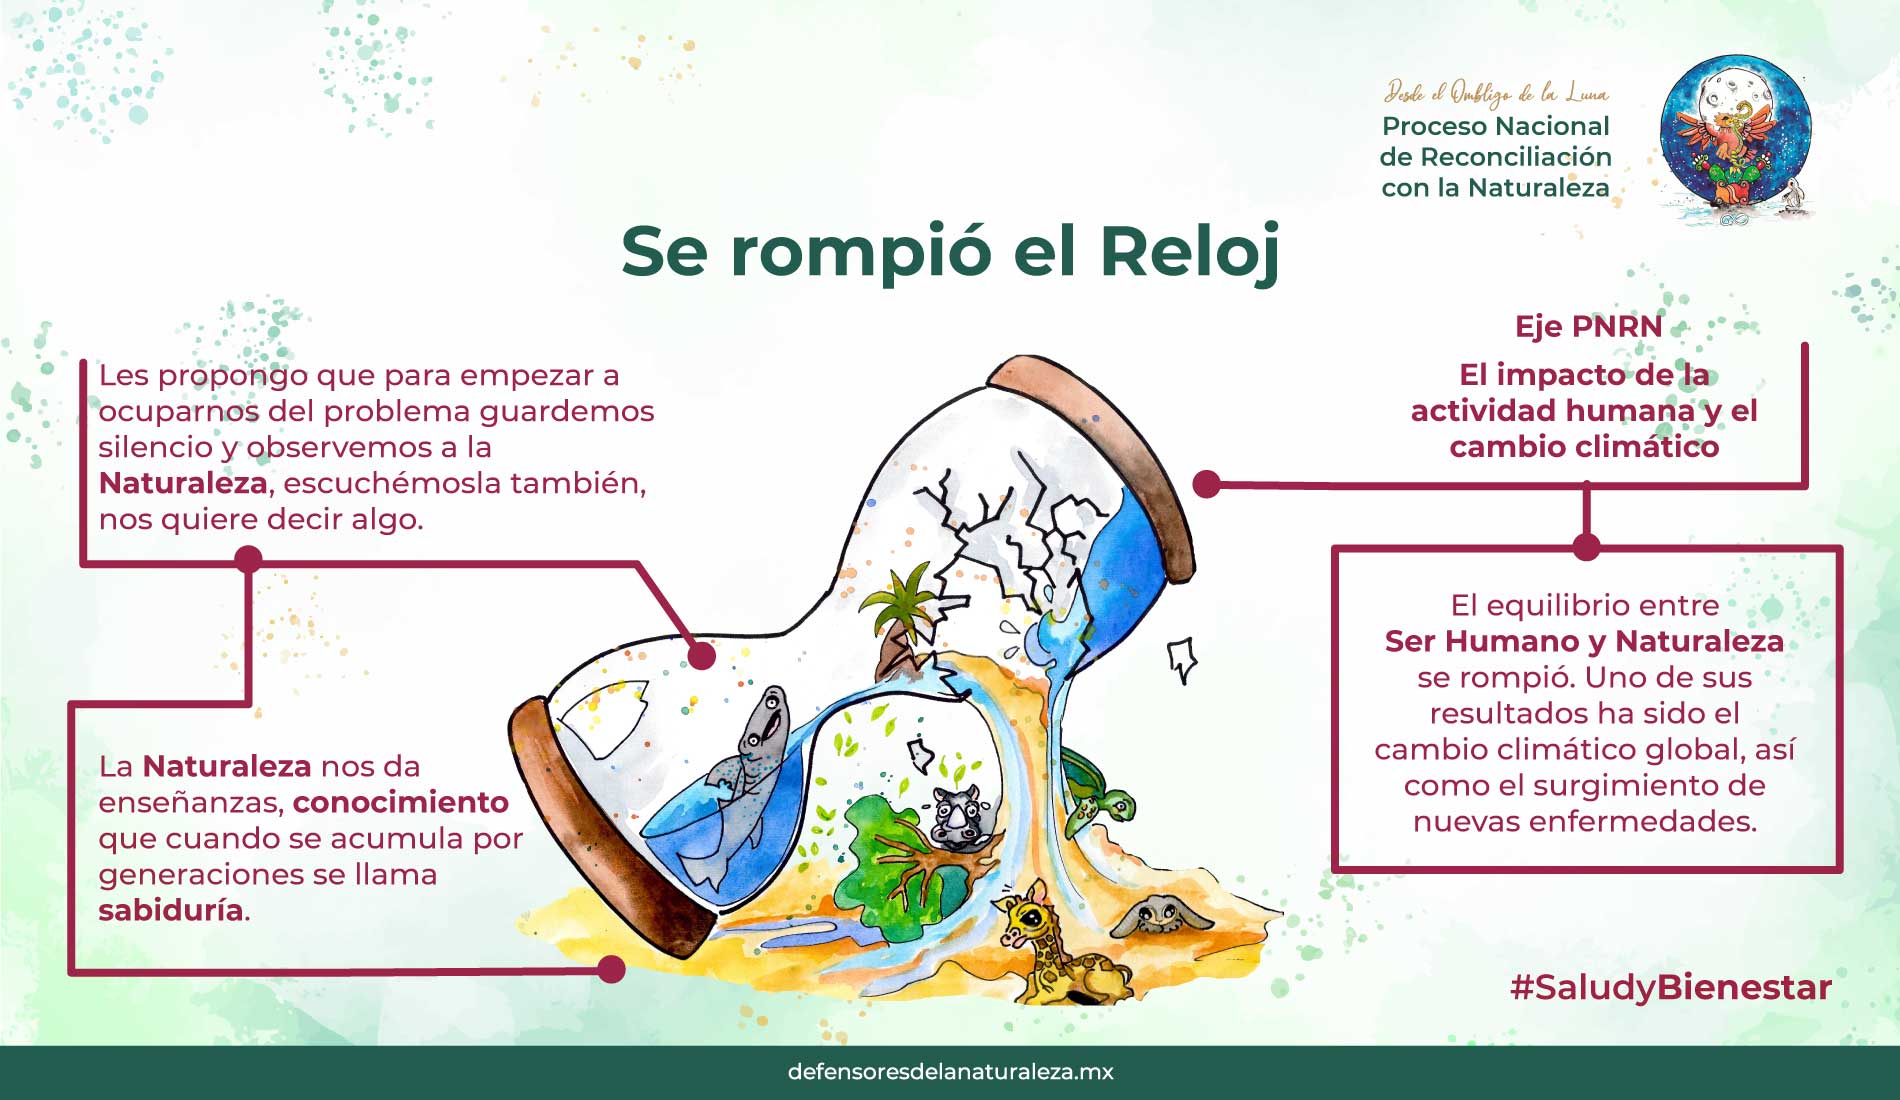 Desde el Ombligo de la Luna
Proceso Nacional
de Reconciliación
con la Naturaleza
Se rompió el Reloj
Les propongo que para empezar a
ocuparnos del problema guardemos
silencio y observemos a la
Naturaleza, escuchémosla también,
nos quiere decir algo.
La Naturaleza nos da
enseñanzas, conocimiento
que cuando se acumula por
generaciones se llama
sabiduría.
Eje PNRN
El impacto de la
actividad humana y el
cambio climático
El equilibrio entre
Ser Humano y Naturaleza
se rompió. Uno de sus
resultados ha sido el
cambio climático global, así
como el surgimiento de
nuevas enfermedades.
#SaludyBienestar
defensoresdelanaturaleza.mx